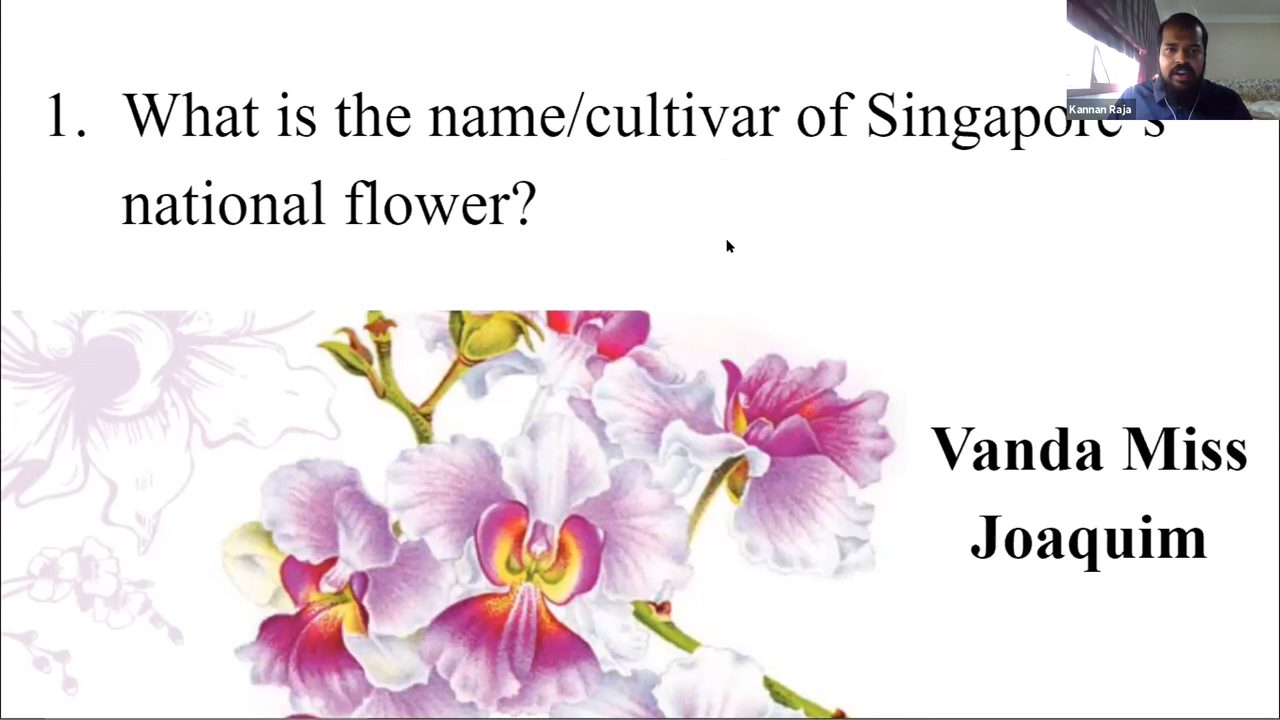 1. What is the name/cultivar of Singapore's
national flower?
Kannan Raja
Vanda Miss
Joaquim